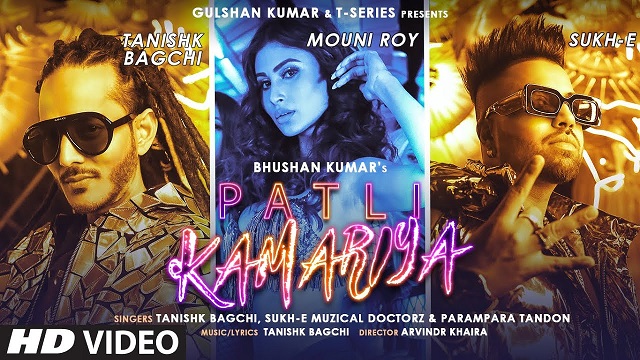 GULSHAN KUMAR & T-SERIES PRESENTS
TANISHK
BAGCHI
MOUNI ROY
SUKH-E
BHUSHAN KUMAR's
PATLI
KAMARIYA
SINGERS TANISHK BAGCHI, SUKH-E MUZICAL DOCTORZ & PARAMPARA TANDON
MUSIC/LYRICS TANISHK BAGCHI DIRECTOR ARVINDR KHAIRA
HD VIDEO